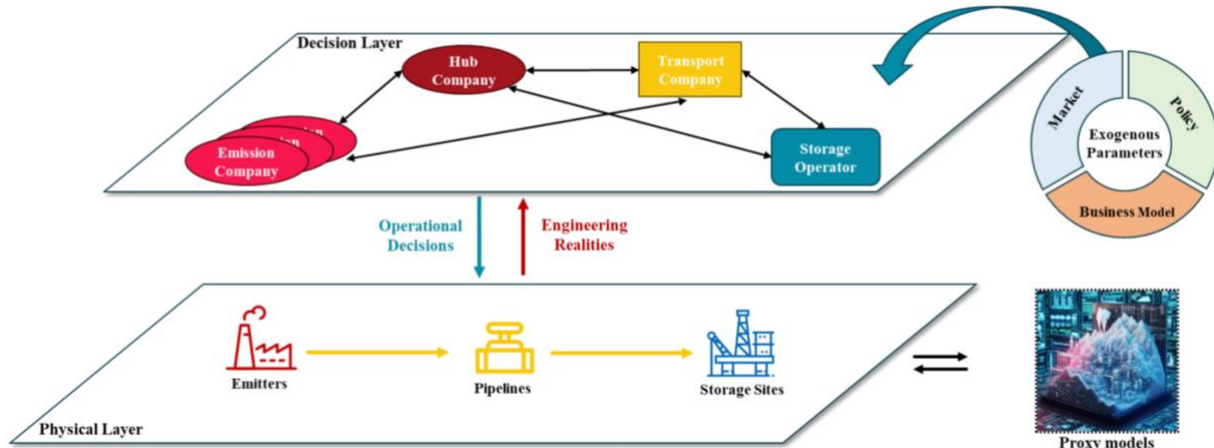 Decision Layer
Hub
Company
Transport
Company
Emission
Company
Storage
Operator
Market
Policy
Exogenous
Parameters
Business Model
Operational
Decisions
Engineering
Realities
Emitters
Pipelines
Storage Sites
Physical Layer
Proxy models